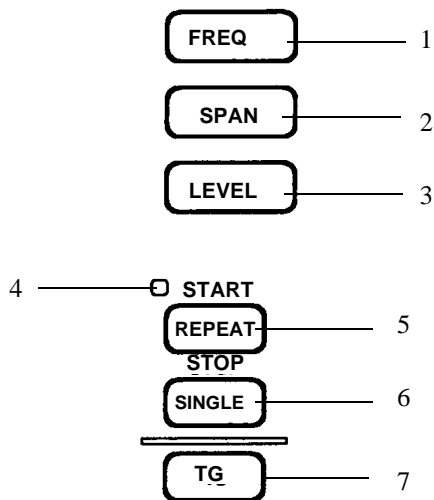 FREQ 1
SPAN 2
LEVEL 3
4 START
REPEAT 5
STOP
SINGLE 6
TG 7